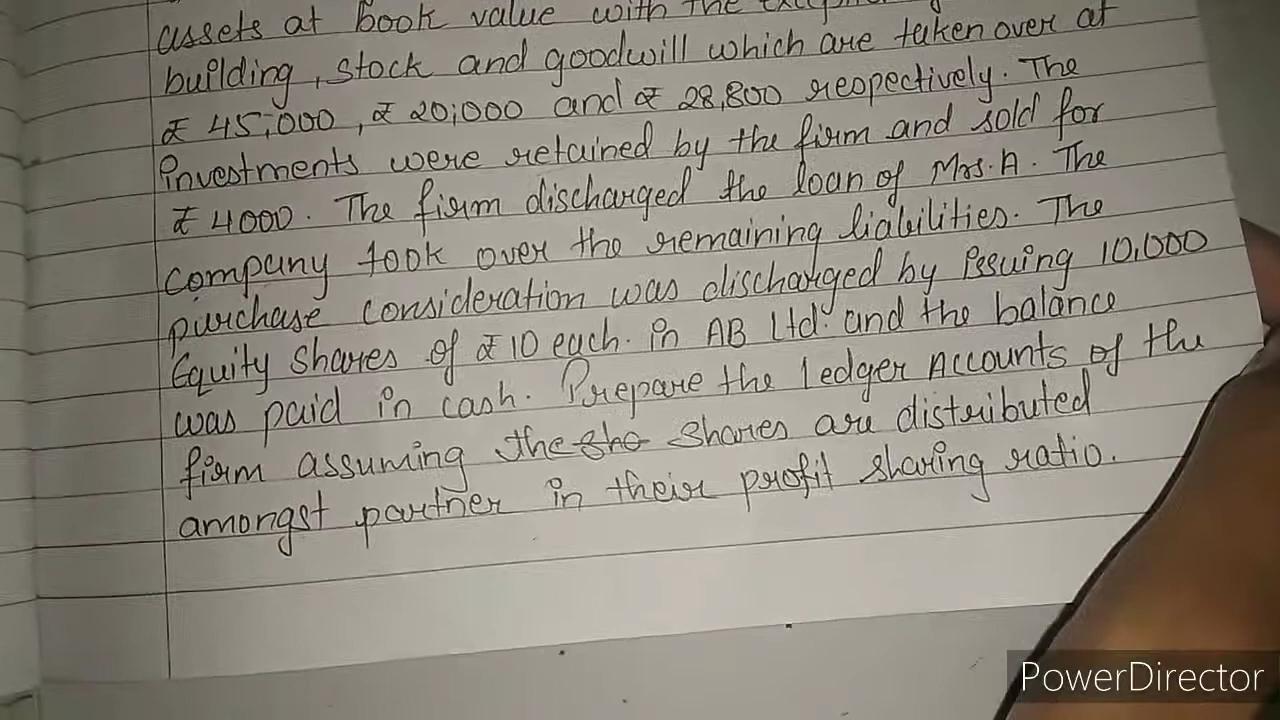 assets at book value with the
building, stock and goodwill which are taken over at
₹ 45,000, ₹ 20,000 and ₹ 28,800 respectively. The
investments were retained by the firm and sold for
₹ 4000. The firm discharged the loan of Mrs. A. The
company took over the remaining liabilities. The
purchase consideration was discharged by issuing 10,000
Equity shares of ₹ 10 each. in AB Ltd. and the balance
was paid in cash. Prepare the ledger Accounts of the
firm assuming the sha shares are distributed
amongst partner in their profit sharing ratio.
PowerDirector